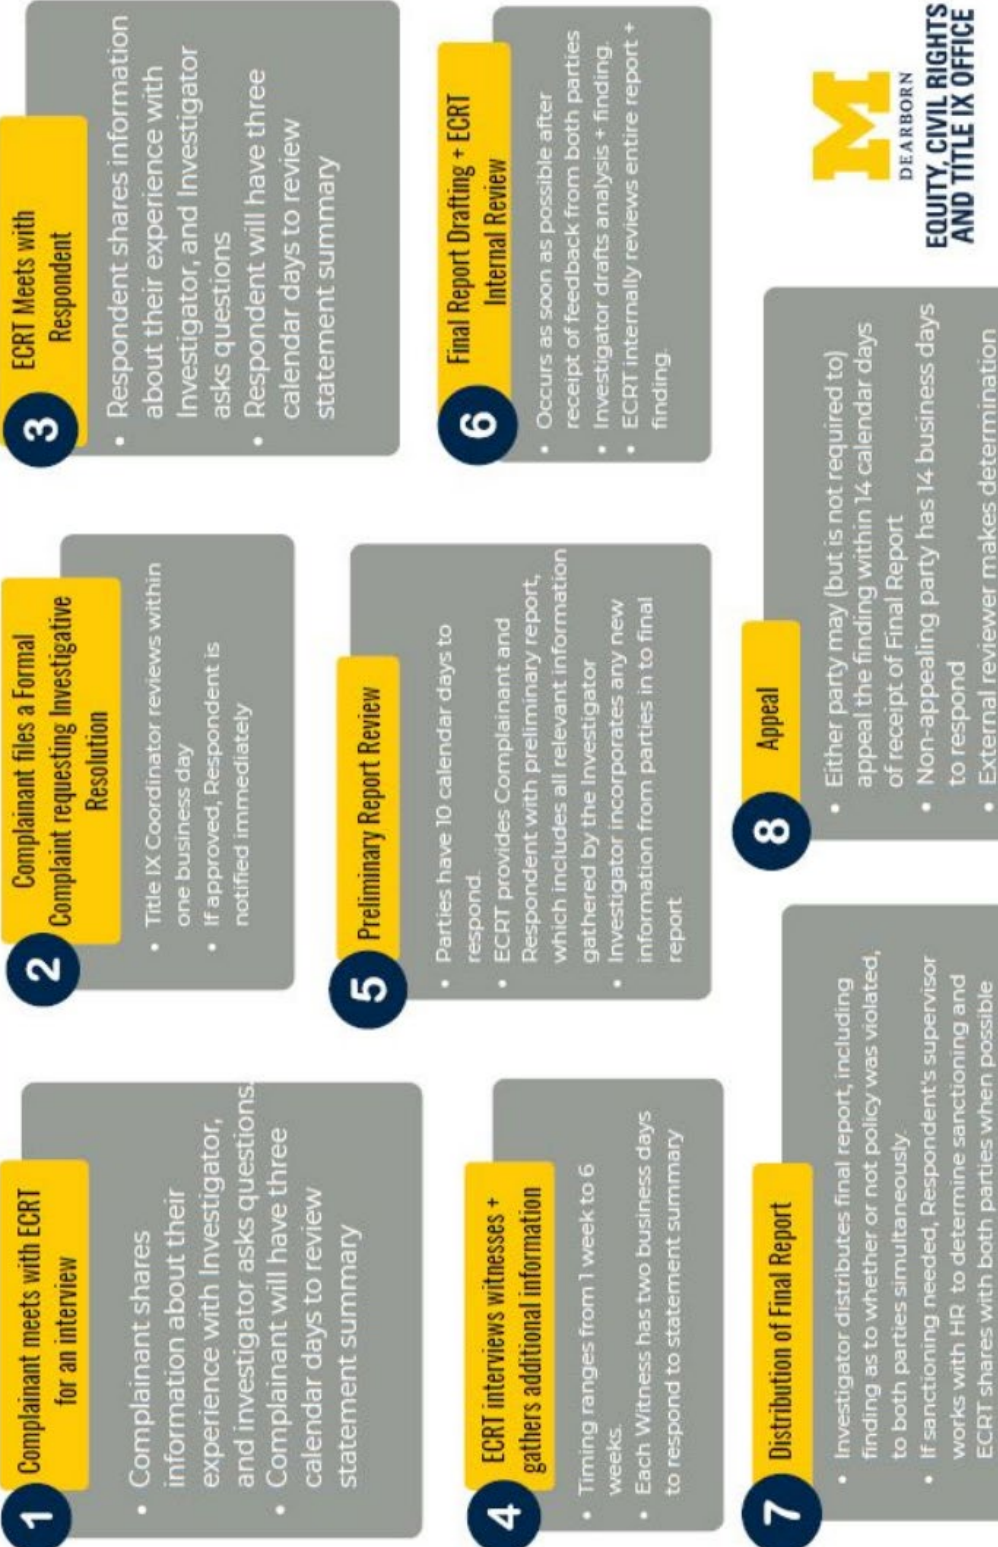 1
Complainant meets with ECRT
for an interview
• Complainant shares
information about their
experience with Investigator,
and investigator asks questions.
• Complainant will have three
calendar days to review
statement summary
2
Complainant files a Formal
Complaint requesting Investigative
Resolution
• Title IX Coordinator reviews within
one business day
• If approved, Respondent is
notified immediately
3
ECRT Meets with
Respondent
• Respondent shares information
about their experience with
Investigator, and Investigator
asks questions
• Respondent will have three
calendar days to review
statement summary
4
ECRT interviews witnesses +
gathers additional information
• Timing ranges from 1 week to 6
weeks.
• Each Witness has two business days
to respond to statement summary
5
Preliminary Report Review
• Parties have 10 calendar days to
respond.
• ECRT provides Complainant and
Respondent with preliminary report,
which includes all relevant information
gathered by the Investigator
• Investigator incorporates any new
information from parties in to final
report
6
Final Report Drafting + ECRT
Internal Review
• Occurs as soon as possible after
receipt of feedback from both parties
• Investigator drafts analysis + finding.
• ECRT internally reviews entire report +
finding.
7
Distribution of Final Report
• Investigator distributes final report, including
finding as to whether or not policy was violated,
to both parties simultaneously.
• If sanctioning needed, Respondent's supervisor
works with HR to determine sanctioning and
ECRT shares with both parties when possible
8
Appeal
• Either party may (but is not required to)
appeal the finding within 14 calendar days
of receipt of Final Report
• Non-appealing party has 14 business days
to respond
• External reviewer makes determination
M
DEARBORN
EQUITY, CIVIL RIGHTS
AND TITLE IX OFFICE